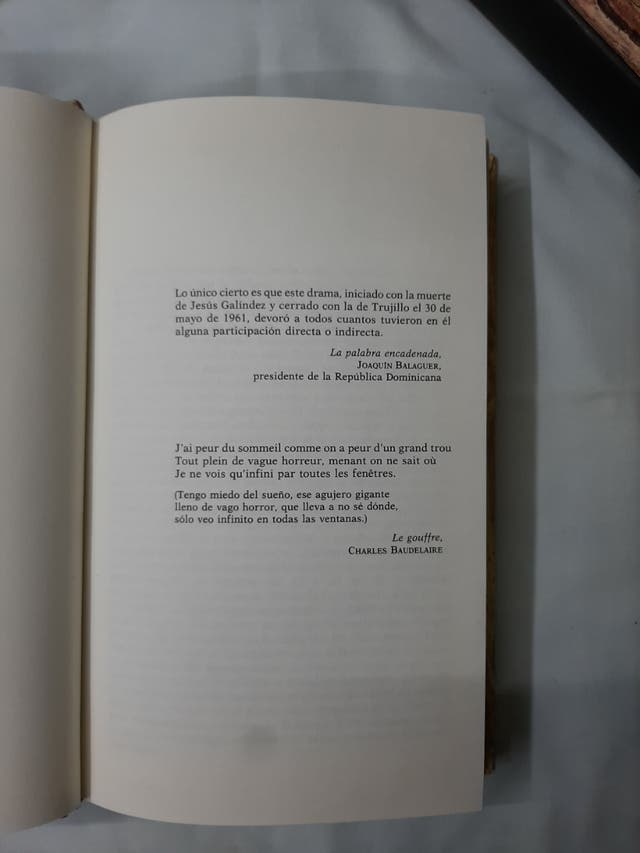 Lo único cierto es que este drama, iniciado con la muerte
de Jesús Galíndez y cerrado con la de Trujillo el 30 de
mayo de 1961, devoró a todos cuantos tuvieron en él
alguna participación directa o indirecta.
La palabra encadenada,
JOAQUÍN BALAGUER,
presidente de la República Dominicana
J'ai peur du sommeil comme on a peur d'un grand trou
Tout plein de vague horreur, menant on ne sait où
Je ne vois qu'infini par toutes les fenêtres.
(Tengo miedo del sueño, ese agujero gigante
lleno de vago horror, que lleva a no sé dónde,
sólo veo infinito en todas las ventanas.)
Le gouffre,
CHARLES BAUDELAIRE